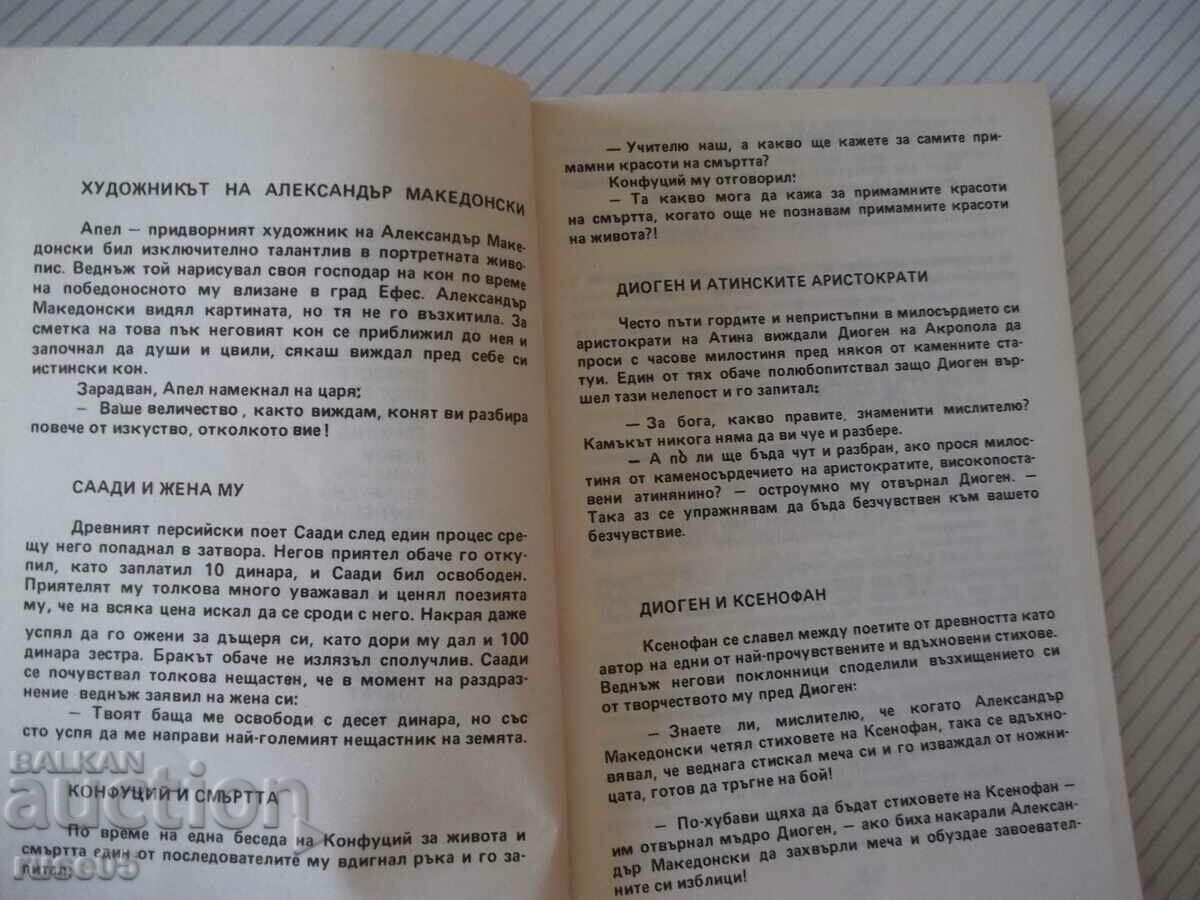 ХУДОЖНИКЪТ НА АЛЕКСАНДЪР МАКЕДОНСКИ
Апел — придворният художник на Александър Маке-
донски бил изключително талантлив в портретната живо-
пис. Веднъж той нарисувал своя господар на кон по време
на победоносното му влизане в град Ефес. Александър
Македонски видял картината, но тя не го възхитила. За
сметка на това пък неговият кон се приближил до нея и
започнал да души и цвили, сякаш виждал пред себе си
истински кон.
Зарадван, Апел намекнал на царя:
— Ваше величество, както виждам, конят ви разбира
повече от изкуство, отколкото вие!
СААДИ И ЖЕНА МУ
Древният персийски поет Саади след един процес сре-
щу него попаднал в затвора. Негов приятел обаче го отку-
пил, като заплатил 10 динара, и Саади бил освободен.
Приятелят му толкова много уважавал и ценял поезията
му, че на всяка цена искал да се сроди с него. Накрая даже
успял да го ожени за дъщеря си, като дори му дал и 100
динара зестра. Бракът обаче не излязъл сполучлив. Саади
се почувствал толкова нещастен, че в момент на раздраз-
нение веднъж заявил на жена си:
— Твоят баща ме освободи с десет динара, но със
сто успя да ме направи най-големият нещастник на земята.
КОНФУЦИЙ И СМЪРТТА
По време на една беседа на Конфуций за живота и
смъртта един от последователите му вдигнал ръка и го за-
питал:
— Учителю наш, а какво ще кажете за самите при-
мамни красоти на смъртта?
Конфуций му отговорил:
— Та какво мога да кажа за примамните красоти
на смъртта, когато още не познавам примамните красоти
на живота?!
ДИОГЕН И АТИНСКИТЕ АРИСТОКРАТИ
Често пъти гордите и непристъпни в милосърдието си
аристократи на Атина виждали Диоген на Акропола да
проси с часове милостиня пред някоя от каменните ста-
туи. Един от тях обаче полюбопитствал защо Диоген вър-
шел тази нелепост и го запитал:
— За бога, какво правите, знаменити мислителю?
Камъкът никога няма да ви чуе и разбере.
— А по ли ще бъда чут и разбран, ако прося милос-
тиня от каменосърдечието на аристократите, високопоста-
вени атинянино? — остроумно му отвърнал Диоген. —
Така аз се упражнявам да бъда безчувствен към вашето
безчувствие.
ДИОГЕН И КСЕНОФАН
Ксенофан се славел между поетите от древността като
автор на едни от най-прочувствените и вдъхновени стихове.
Веднъж негови поклонници споделили възхищението си
от творчеството му пред Диоген:
— Знаете ли, мислителю, че когато Александър
Македонски четял стиховете на Ксенофан, така се вдъхно-
вявал, че веднага стискал меча си и го изваждал от ножни-
цата, готов да тръгне на бой!
— По-хубави щяха да бъдат стиховете на Ксенофан —
им отвърнал мъдро Диоген, — ако биха накарали Алексан-
дър Македонски да захвърли меча и обуздае завоевател-
ните си изблици!
BALKAN
auction
ruse05